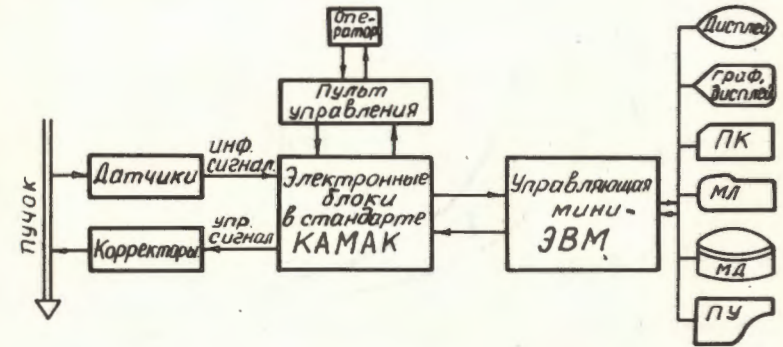 Опе-
ратор
Пульт
управления
ПУЧОК
Датчики
инф.
сигнал.
Корректоры
упр.
сигнал
Электронные
блоки
в стандарте
КАМАК
Управляющая
мини-
ЭВМ
Дисплей
граф.
дисплей
ПК
МЛ
МД
ПУ